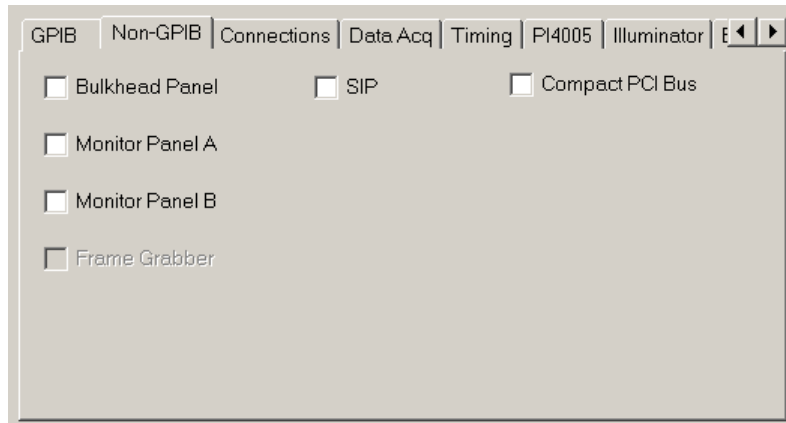 GPIB Non-GPIB Connections Data Acq Timing PI4005 Illuminator
Bulkhead Panel SIP Compact PCI Bus
Monitor Panel A
Monitor Panel B
Frame Grabber